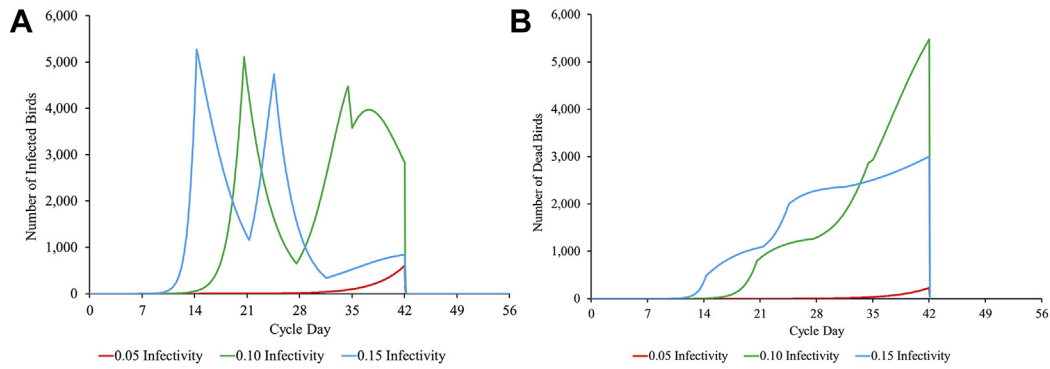 A
Number of Infected Birds
6,000
5,000
4,000
3,000
2,000
1,000
0
0 7 14 21 28 35 42 49 56
Cycle Day
0.05 Infectivity 0.10 Infectivity 0.15 Infectivity
B
Number of Dead Birds
6,000
5,000
4,000
3,000
2,000
1,000
0
0 7 14 21 28 35 42 49 56
Cycle Day
0.05 Infectivity 0.10 Infectivity 0.15 Infectivity